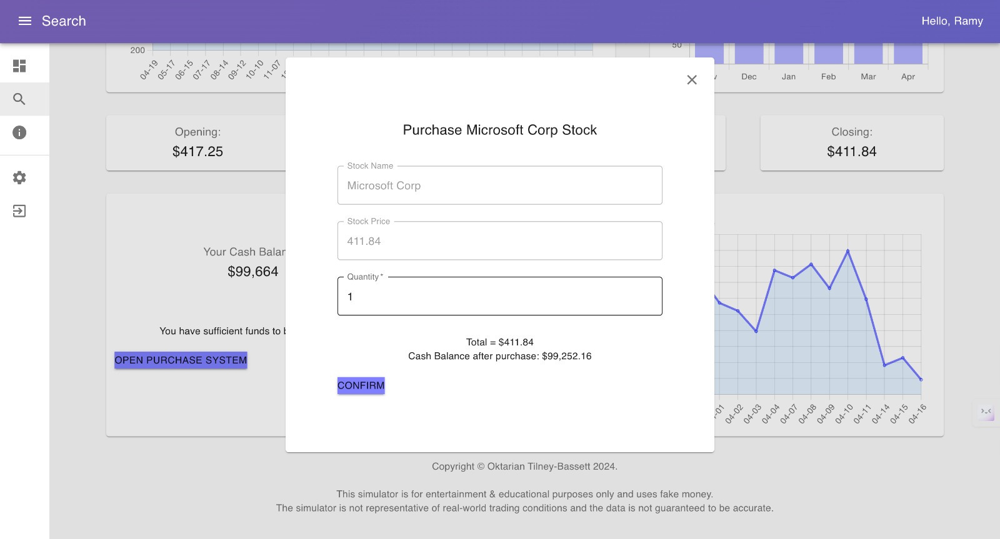 Search
Hello, Ramy
200
04-19
05-17
06-15
07-17
08-14
09-12
10-10
11-07
50
Dec
Jan
Feb
Mar
Apr
Opening:
$417.25
Closing:
$411.84
Your Cash Balan
$99,664
You have sufficient funds to
OPEN PURCHASE SYSTEM
Purchase Microsoft Corp Stock
Stock Name
Microsoft Corp
Stock Price
411.84
Quantity *
1
Total = $411.84
Cash Balance after purchase: $99,252.16
CONFIRM
-01
04-02
04-03
04-04
04-07
04-08
04-09
04-10
04-11
04-14
04-15
04-16
Copyright © Oktarian Tilney-Bassett 2024.
This simulator is for entertainment & educational purposes only and uses fake money.
The simulator is not representative of real-world trading conditions and the data is not guaranteed to be accurate.